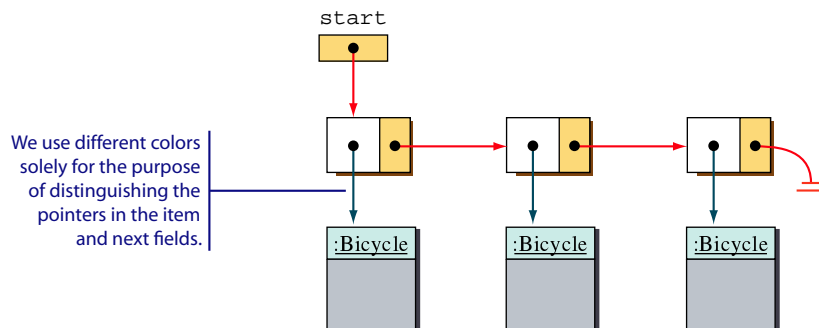 start
We use different colors
solely for the purpose
of distinguishing the
pointers in the item
and next fields.
:Bicycle :Bicycle :Bicycle